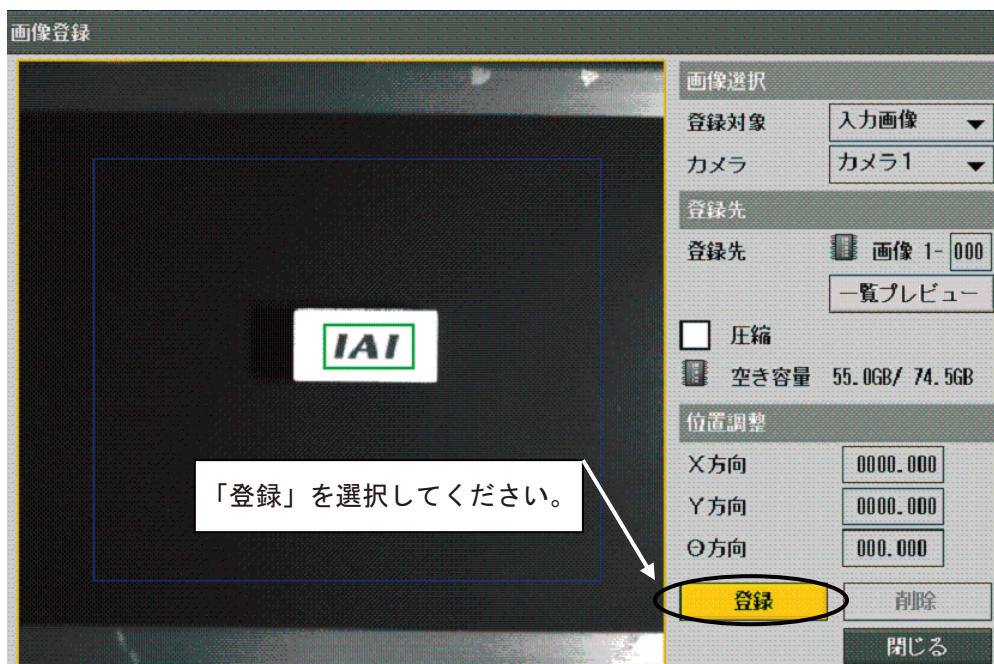 画像登録
画像選択
登録対象 入力画像
カメラ カメラ1
登録先
登録先 画像 1- 000
一覧プレビュー
圧縮
空き容量 55.0GB/ 74.5GB
位置調整
X方向 0000.000
Y方向 0000.000
Θ方向 000.000
登録 削除
閉じる
IAI
「登録」を選択してください。